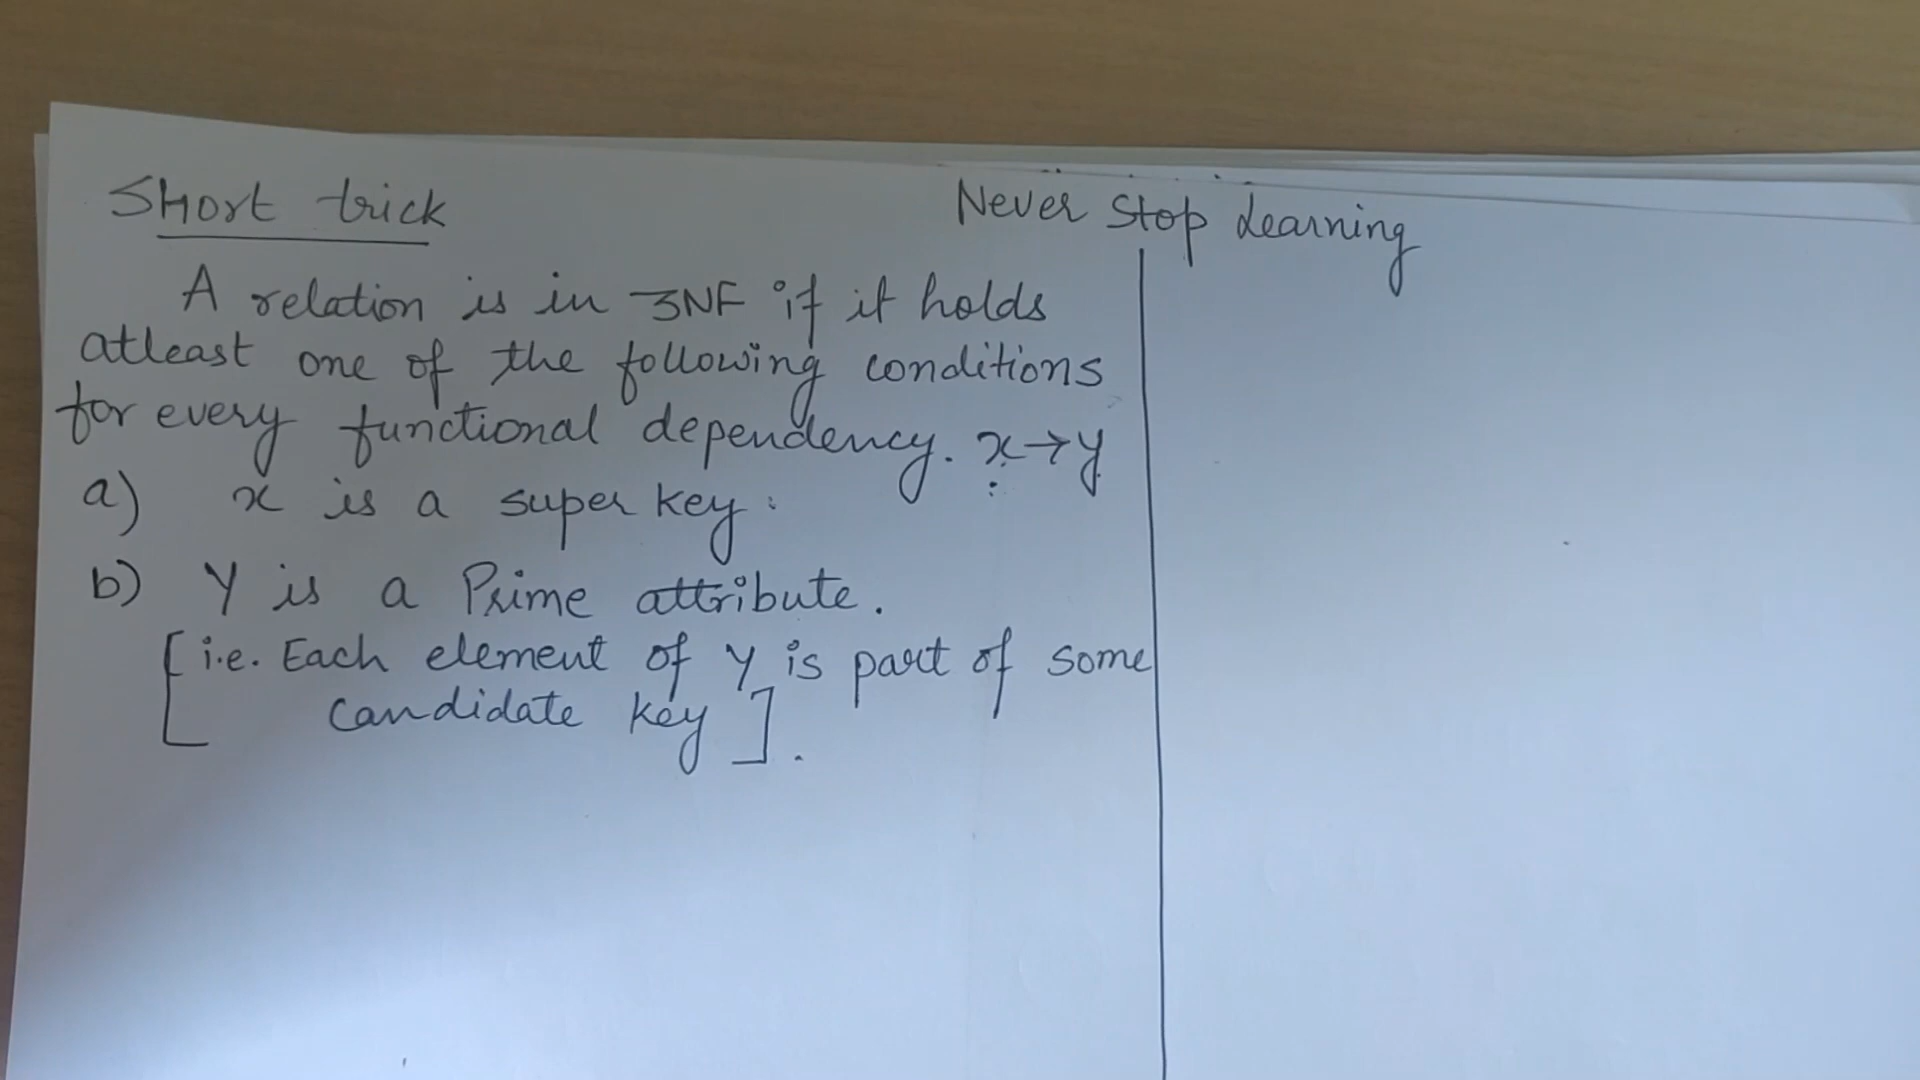 Short trick
Never Stop Learning
A relation is in 3NF if it holds
atleast one of the following conditions
for every functional dependency. x→y
a) x is a super key.
b) Y is a Prime attribute.
[i.e. Each element of Y is part of some
candidate key].